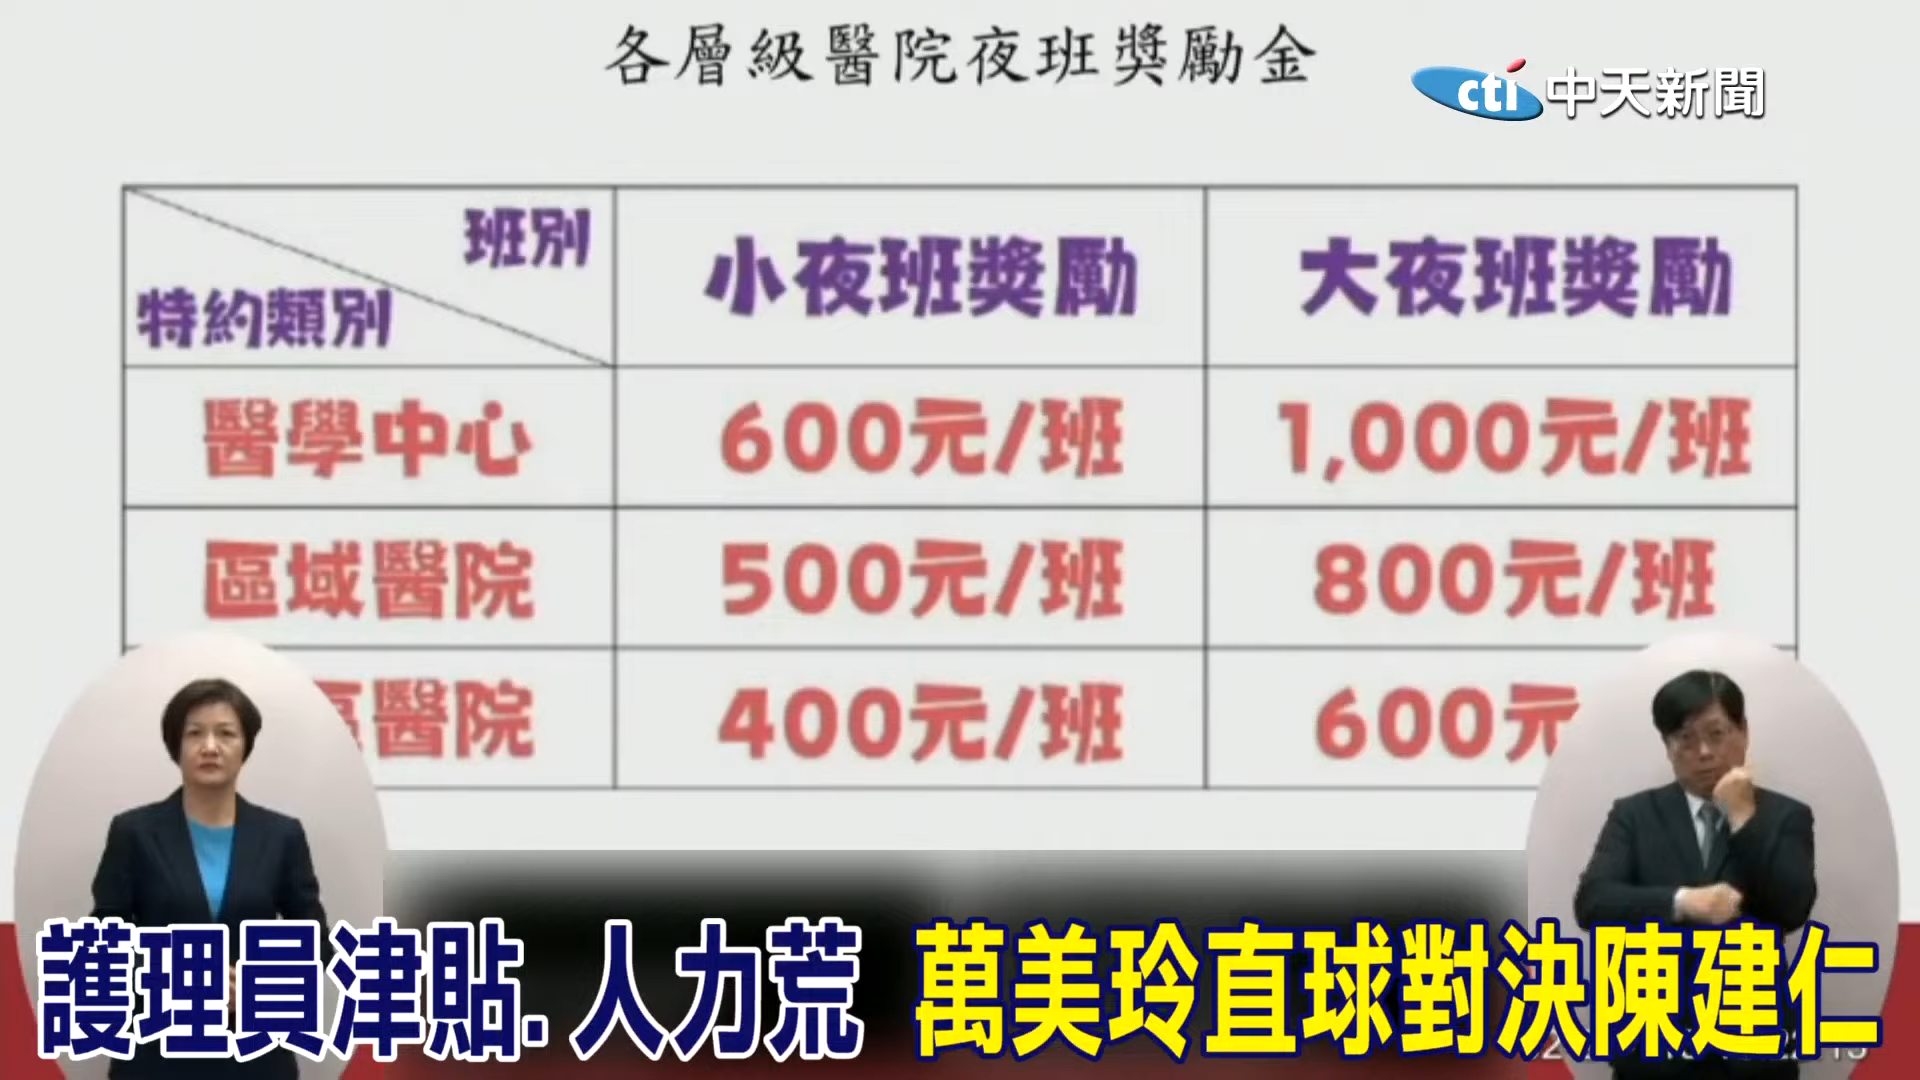 各層級醫院夜班獎勵金
cti 中天新聞
班別
特約類別
小夜班獎勵
大夜班獎勵
醫學中心
600元/班
1,000元/班
區域醫院
500元/班
800元/班
區醫院
400元/班
600元
護理員津貼.人力荒 萬美玲直球對決陳建仁